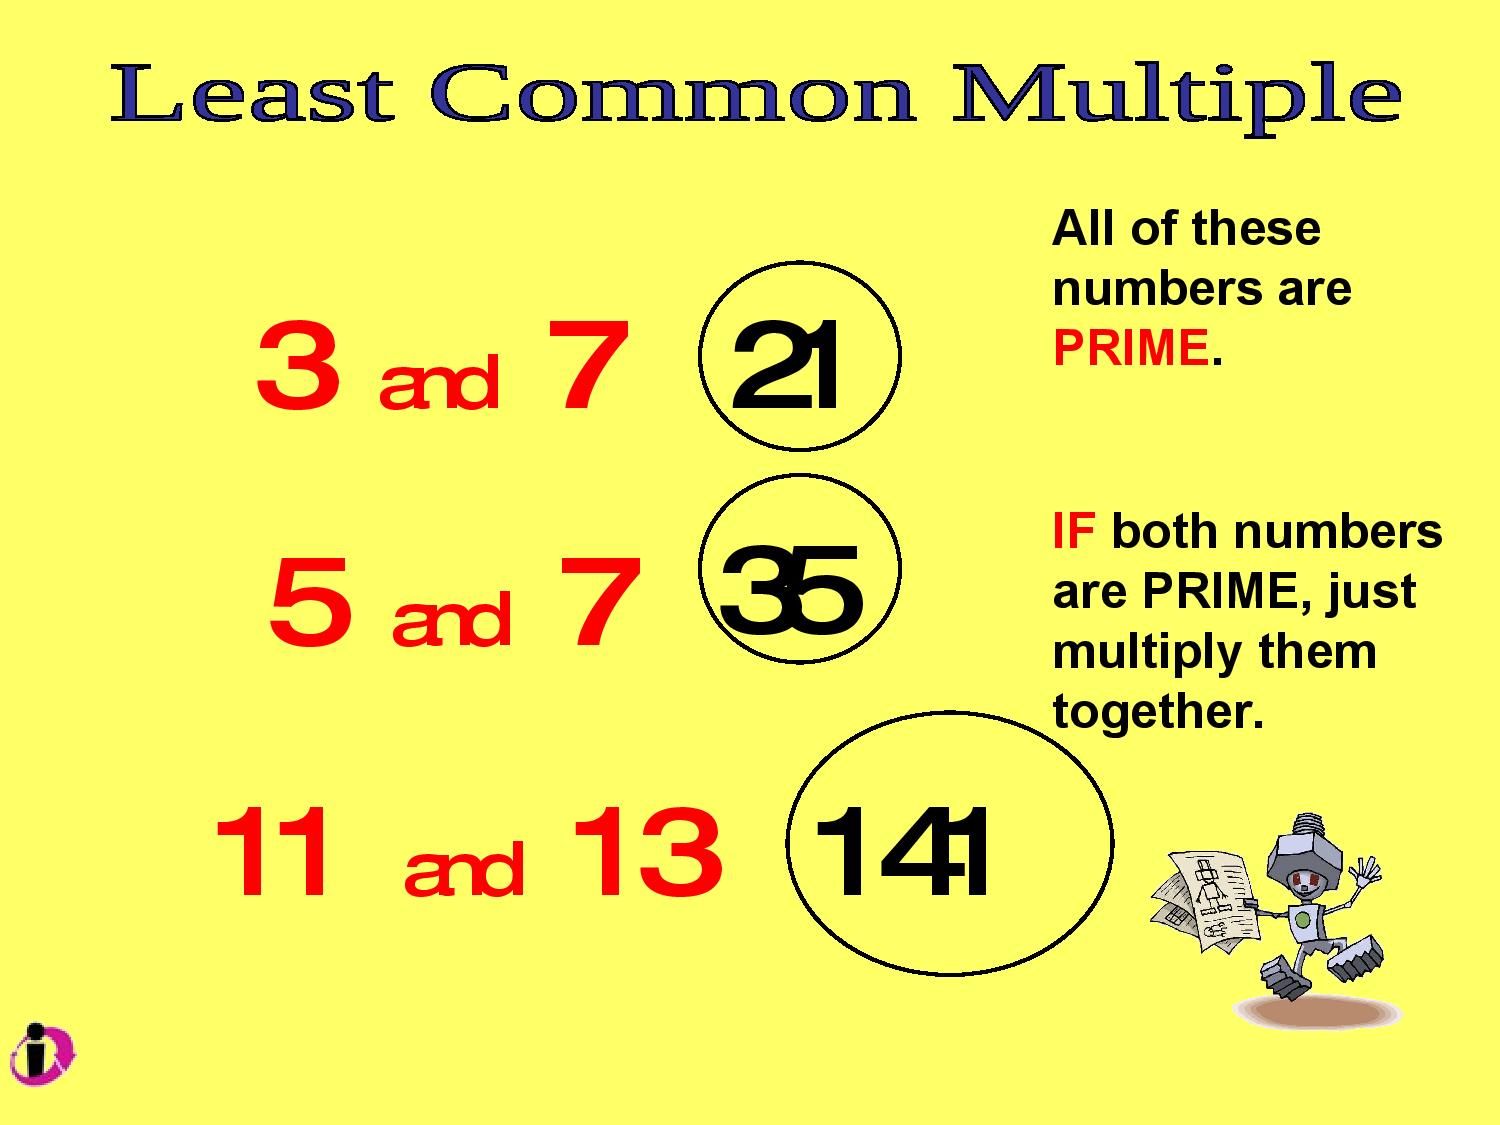 Least Common Multiple
All of these
numbers are
PRIME.
3 and 7 21
IF both numbers
are PRIME, just
multiply them
together.
5 and 7 35
11 and 13 141